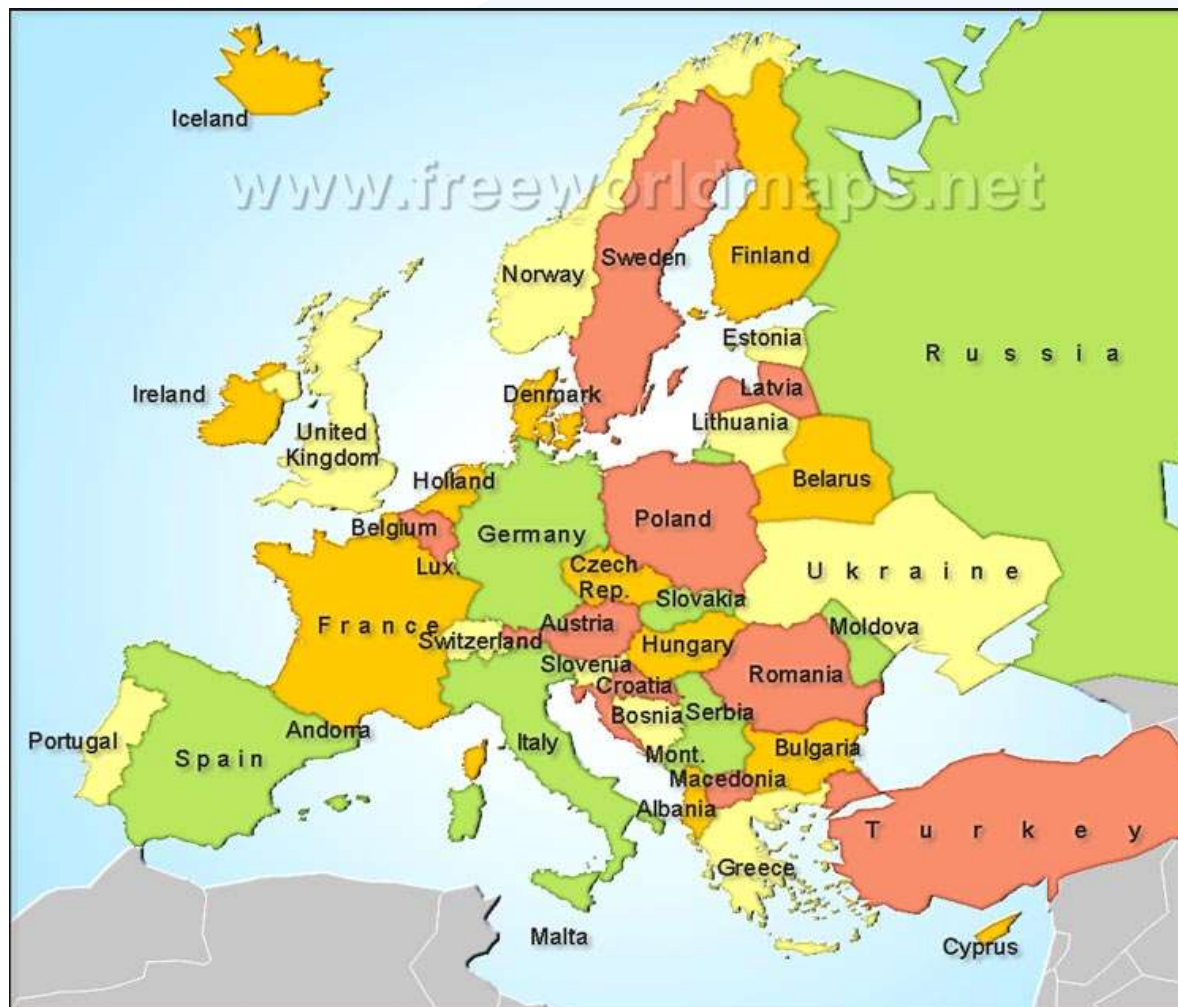 Iceland
www.freeworldmaps.net
Norway
Sweden
Finland
Estonia
Russia
Latvia
Ireland
Denmark
Lithuania
United
Kingdom
Holland
Belarus
Belgium
Poland
Germany
Lux.
Czech
Rep.
Ukraine
Slovakia
France
Austria
Moldova
Switzerland
Hungary
Slovenia
Romania
Croatia
Bosnia
Serbia
Portugal
Andorra
Italy
Spain
Mont.
Bulgaria
Macedonia
Albania
Turkey
Greece
Malta
Cyprus